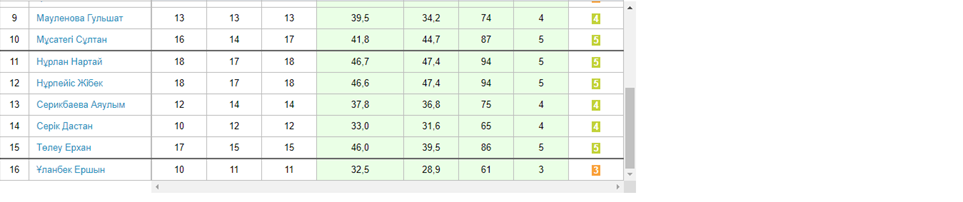 9 Мауленова Гульшат 13 13 13 39,5 34,2 74 4 4
10 Мұсатегі Сұлтан 16 14 17 41,8 44,7 87 5 5
11 Нұрлан Нартай 18 17 18 46,7 47,4 94 5 5
12 Нұрпейіс Жібек 18 17 18 46,6 47,4 94 5 5
13 Серикбаева Аяулым 12 14 14 37,8 36,8 75 4 4
14 Серік Дастан 10 12 12 33,0 31,6 65 4 4
15 Төлеу Ерхан 17 15 15 46,0 39,5 86 5 5
16 Ұланбек Ершын 10 11 11 32,5 28,9 61 3 3